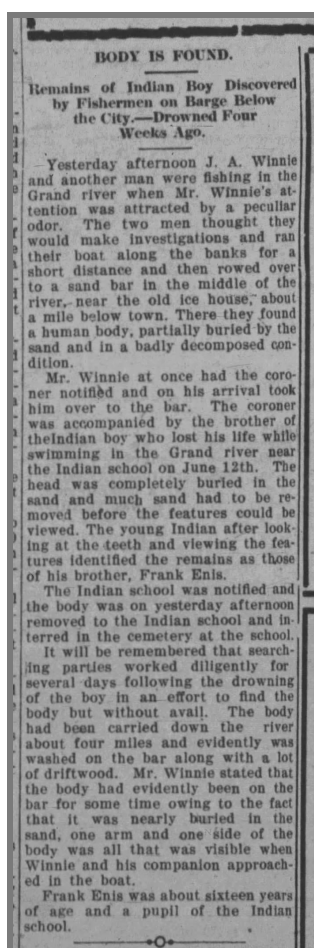 BODY IS FOUND.
Remains of Indian Boy Discovered
by Fishermen on Barge Below
the City.—Drowned Four
Weeks Ago.
Yesterday afternoon J. A. Winnie
and another man were fishing in the
Grand river when Mr. Winnie's at-
tention was attracted by a peculiar
odor. The two men thought they
would make investigations and ran
their boat along the banks for a
short distance and then rowed over
to a sand bar in the middle of the
river, near the old ice house, about
a mile below town. There they found
a human body, partially buried by the
sand and in a badly decomposed con-
dition.
Mr. Winnie at once had the coro-
ner notified and on his arrival took
him over to the bar. The coroner
was accompanied by the brother of
theIndian boy who lost his life while
swimming in the Grand river near
the Indian school on June 12th. The
head was completely buried in the
sand and much sand had to be re-
moved before the features could be
viewed. The young Indian after look-
ing at the teeth and viewing the fea-
tures identified the remains as those
of his brother, Frank Enis.
The Indian school was notified and
the body was on yesterday afternoon
removed to the Indian school and in-
terred in the cemetery at the school.
It will be remembered that search-
ing parties worked diligently for
several days following the drowning
of the boy in an effort to find the
body but without avail. The body
had been carried down the river
about four miles and evidently was
washed on the bar along with a lot
of driftwood. Mr. Winnie stated that
the body had evidently been on the
bar for some time owing to the fact
that it was nearly buried in the
sand, one arm and one side of the
body was all that was visible when
Winnie and his companion approach-
ed in the boat.
Frank Enis was about sixteen years
of age and a pupil of the Indian
school.